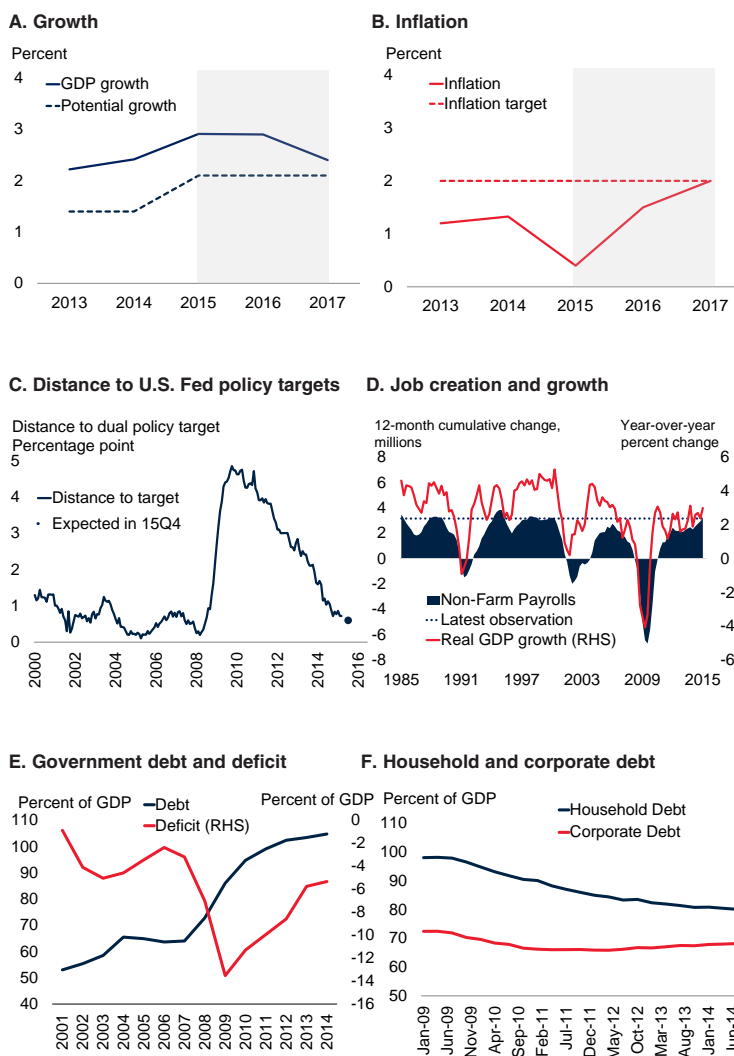 A. Growth
Percent
4
GDP growth
Potential growth
3
2
1
0
2013 2014 2015 2016 2017
B. Inflation
Percent
4
Inflation
Inflation target
3
2
1
0
2013 2014 2015 2016 2017
C. Distance to U.S. Fed policy targets
Distance to dual policy target
Percentage point
5
4
Distance to target
Expected in 15Q4
3
2
1
0
2000 2002 2004 2006 2008 2010 2012 2014 2016
D. Job creation and growth
12-month cumulative change, Year-over-year
millions percent change
8 6
6
4
4
2
2
0 0
-2
-2
-4
Non-Farm Payrolls
-4
Latest observation
-6
Real GDP growth (RHS)
-8 -6
1985 1991 1997 2003 2009 2015
E. Government debt and deficit
Percent of GDP Debt Percent of GDP
110 Deficit (RHS) 0
100 -2
90 -4
80 -6
70 -8
60 -10
50 -12
40 -14
-16
2001 2002 2003 2004 2005 2006 2007 2008 2009 2010 2011 2012 2013 2014
F. Household and corporate debt
Percent of GDP
110
Household Debt
Corporate Debt
100
90
80
70
60
50
Jan-09 Jun-09 Nov-09 Apr-10 Sep-10 Feb-11 Jul-11 Dec-11 May-12 Oct-12 Mar-13 Aug-13 Jan-14 Jun-14